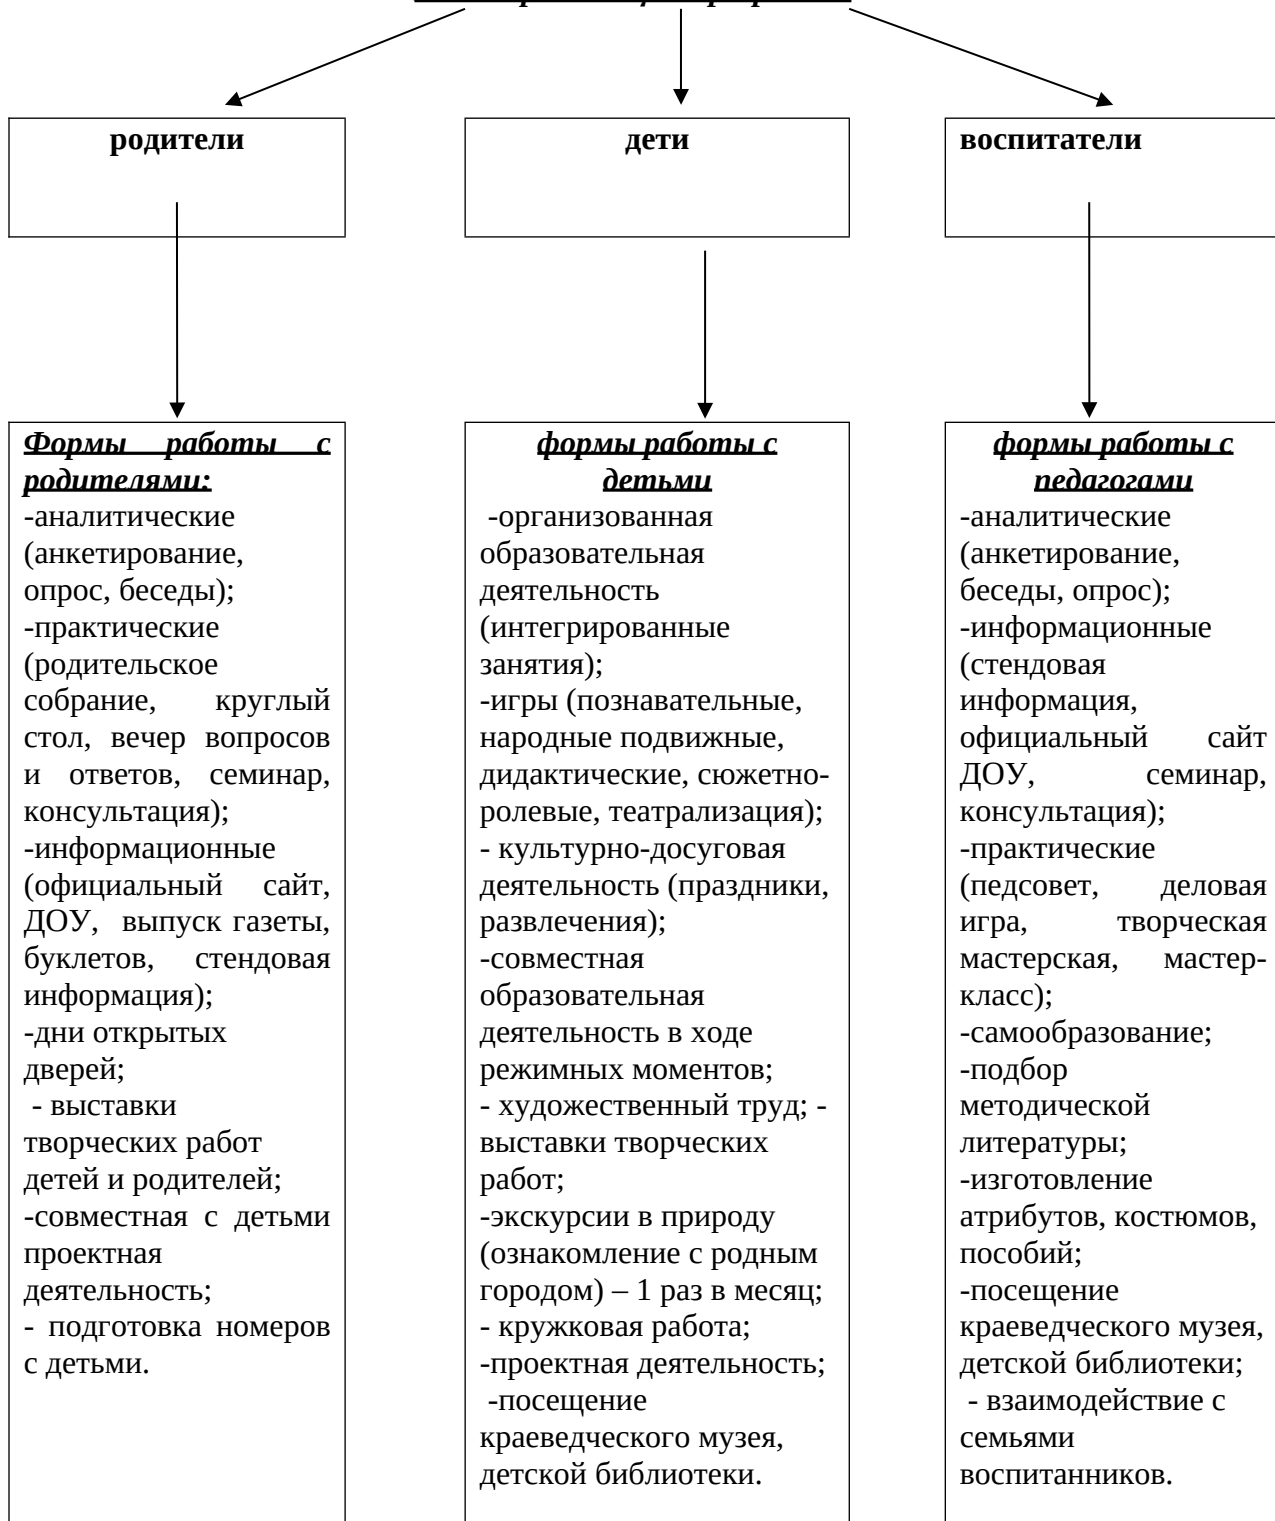 родители
дети
воспитатели
Формы работы с
родителями:
-аналитические
(анкетирование,
опрос, беседы);
-практические
(родительское
собрание, круглый
стол, вечер вопросов
и ответов, семинар,
консультация);
-информационные
(официальный сайт,
ДОУ, выпуск газеты,
буклетов, стендовая
информация);
-дни открытых
дверей;
- выставки
творческих работ
детей и родителей;
-совместная с детьми
проектная
деятельность;
- подготовка номеров
с детьми.
формы работы с
детьми
-организованная
образовательная
деятельность
(интегрированные
занятия);
-игры (познавательные,
народные подвижные,
дидактические, сюжетно-
ролевые, театрализация);
- культурно-досуговая
деятельность (праздники,
развлечения);
-совместная
образовательная
деятельность в ходе
режимных моментов;
- художественный труд; -
выставки творческих
работ;
-экскурсии в природу
(ознакомление с родным
городом) – 1 раз в месяц;
- кружковая работа;
-проектная деятельность;
-посещение
краеведческого музея,
детской библиотеки.
формы работы с
педагогами
-аналитические
(анкетирование,
беседы, опрос);
-информационные
(стендовая
информация,
официальный сайт
ДОУ, семинар,
консультация);
-практические
(педсовет, деловая
игра, творческая
мастерская, мастер-
класс);
-самообразование;
-подбор
методической
литературы;
-изготовление
атрибутов, костюмов,
пособий;
-посещение
краеведческого музея,
детской библиотеки;
- взаимодействие с
семьями
воспитанников.